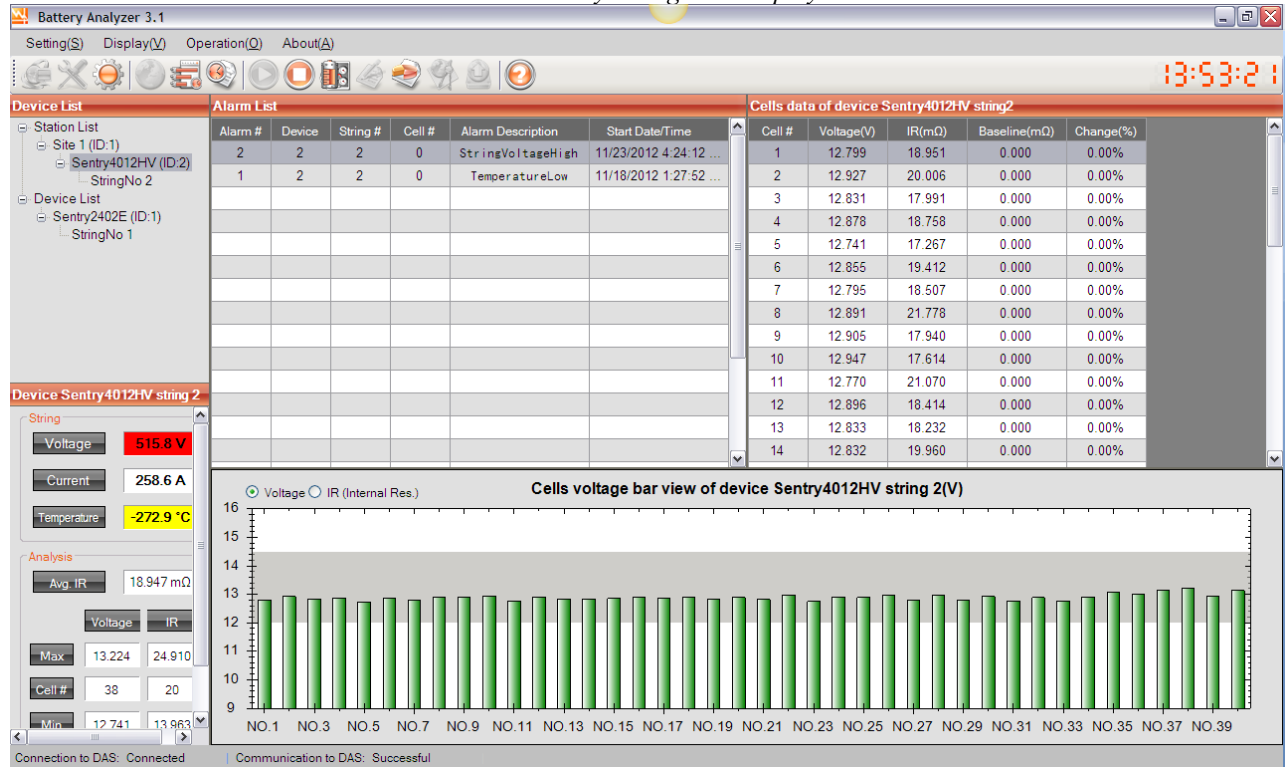 Battery Analyzer 3.1
Setting(S) Display(V) Operation(O) About(A)
13:53:21
Device List
Station List
Site 1 (ID:1)
Sentry4012HV (ID:2)
StringNo 2
Device List
Sentry2402E (ID:1)
StringNo 1
Alarm List
Alarm # Device String # Cell # Alarm Description Start Date/Time
2 2 2 0 StringVoltageHigh 11/23/2012 4:24:12 ...
1 2 2 0 TemperatureLow 11/18/2012 1:27:52 ...
Cells data of device Sentry4012HV string2
Cell # Voltage(V) IR(mΩ) Baseline(mΩ) Change(%)
1 12.799 18.951 0.000 0.00%
2 12.927 20.006 0.000 0.00%
3 12.831 17.991 0.000 0.00%
4 12.878 18.758 0.000 0.00%
5 12.741 17.267 0.000 0.00%
6 12.855 19.412 0.000 0.00%
7 12.795 18.507 0.000 0.00%
8 12.891 21.778 0.000 0.00%
9 12.905 17.940 0.000 0.00%
10 12.947 17.614 0.000 0.00%
11 12.770 21.070 0.000 0.00%
12 12.896 18.414 0.000 0.00%
13 12.833 18.232 0.000 0.00%
14 12.832 19.960 0.000 0.00%
Device Sentry4012HV string 2
String
Voltage 515.8 V
Current 258.6 A
Temperature -272.9 °C
Analysis
Avg. IR 18.947 mΩ
Voltage IR
Max 13.224 24.910
Cell # 38 20
Min 12.741 13.963
Voltage IR (Internal Res.)
Cells voltage bar view of device Sentry4012HV string 2(V)
16
15
14
13
12
11
10
9
NO.1 NO.3 NO.5 NO.7 NO.9 NO.11 NO.13 NO.15 NO.17 NO.19 NO.21 NO.23 NO.25 NO.27 NO.29 NO.31 NO.33 NO.35 NO.37 NO.39
Connection to DAS: Connected | Communication to DAS: Successful